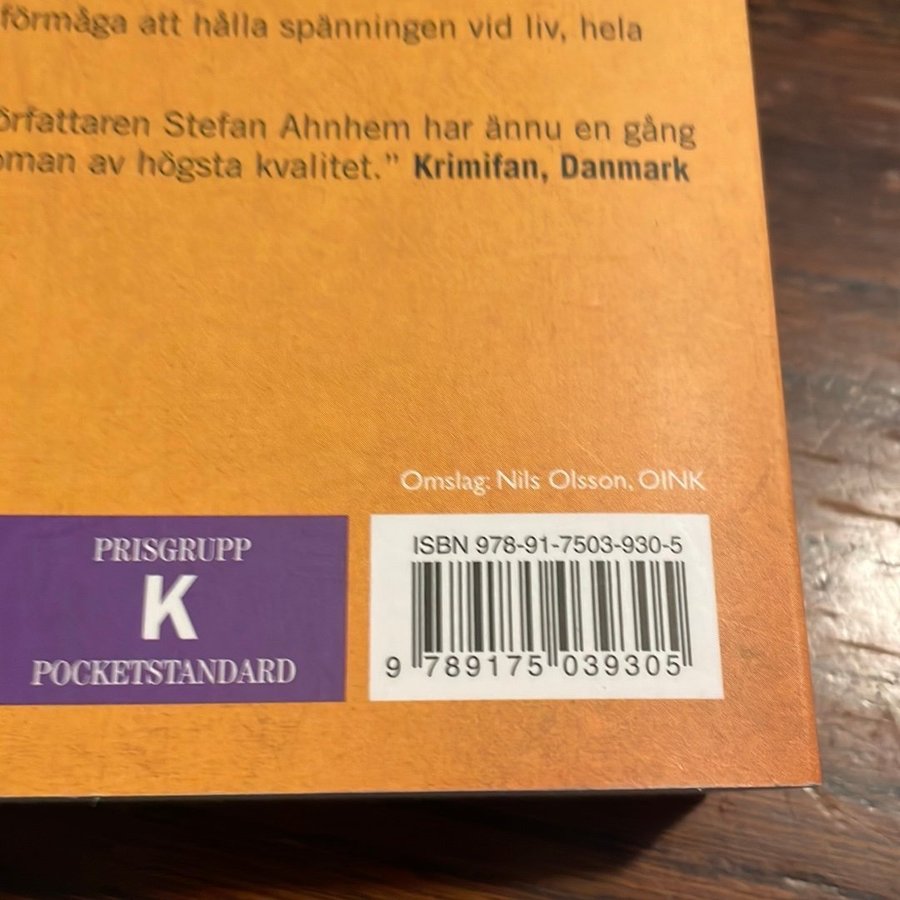 förmåga att hålla spänningen vid liv, hela
författaren Stefan Ahnhem har ännu en gång
oman av högsta kvalitet.” Krimifan, Danmark
Omslag: Nils Olsson, OINK
PRISGRUPP
K
POCKETSTANDARD
ISBN 978-91-7503-930-5
9 789175 039305